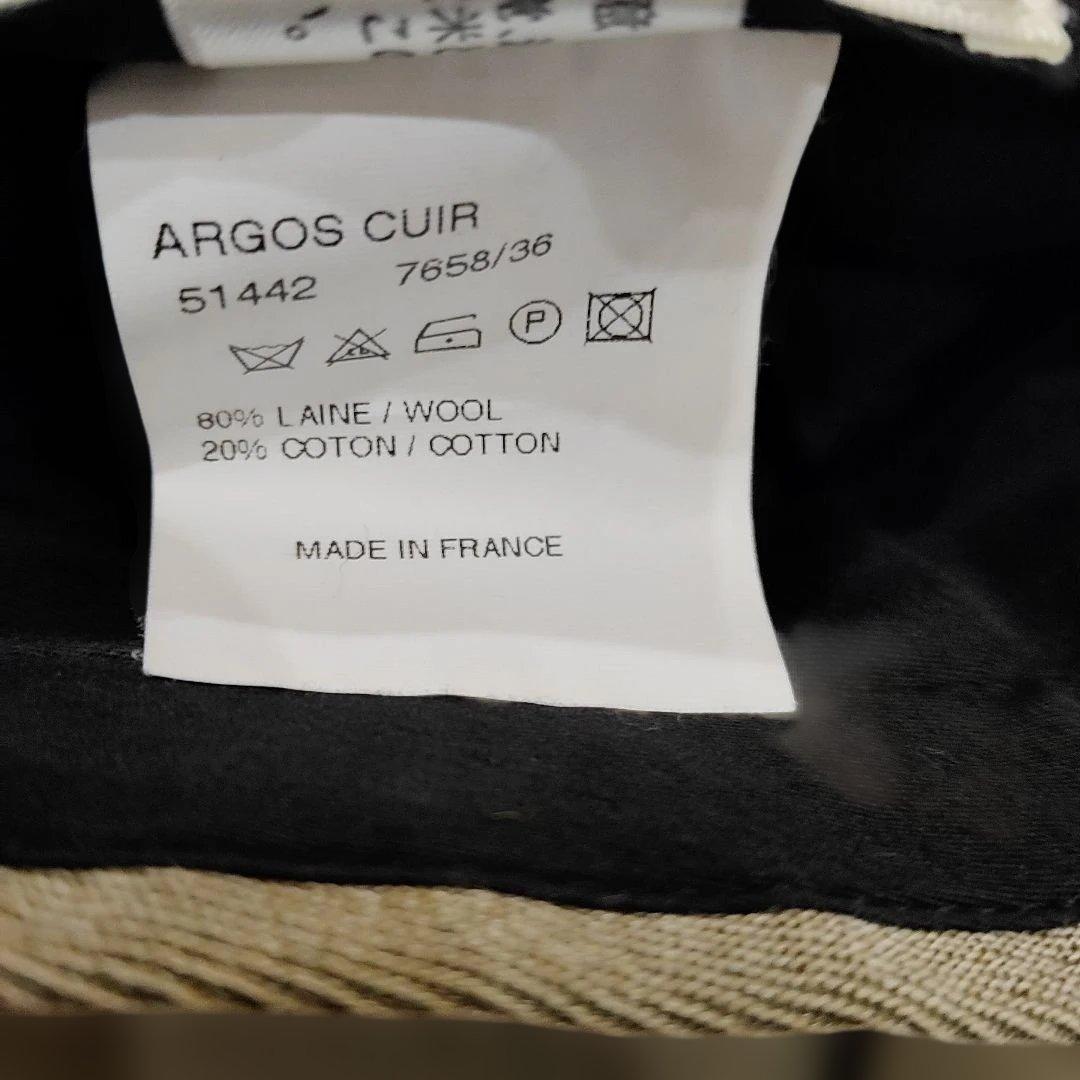 ARGOS CUIR
51442 7658/36
P
80% LAINE / WOOL
20% COTON / COTTON
MADE IN FRANCE